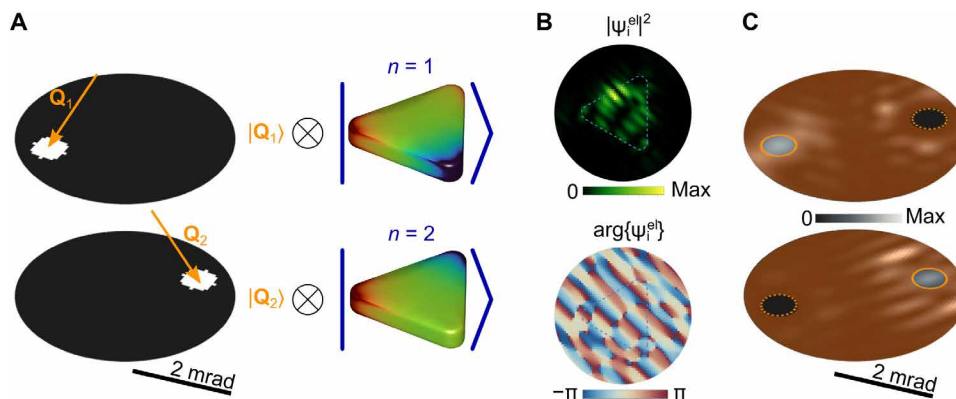 A
Q₁
|Q₁⟩ ⊗
n = 1
Q₂
|Q₂⟩ ⊗
n = 2
2 mrad
B
|ψᵢᵉˡ|²
0 Max
arg{ψᵢᵉˡ}
−π π
C
0 Max
2 mrad